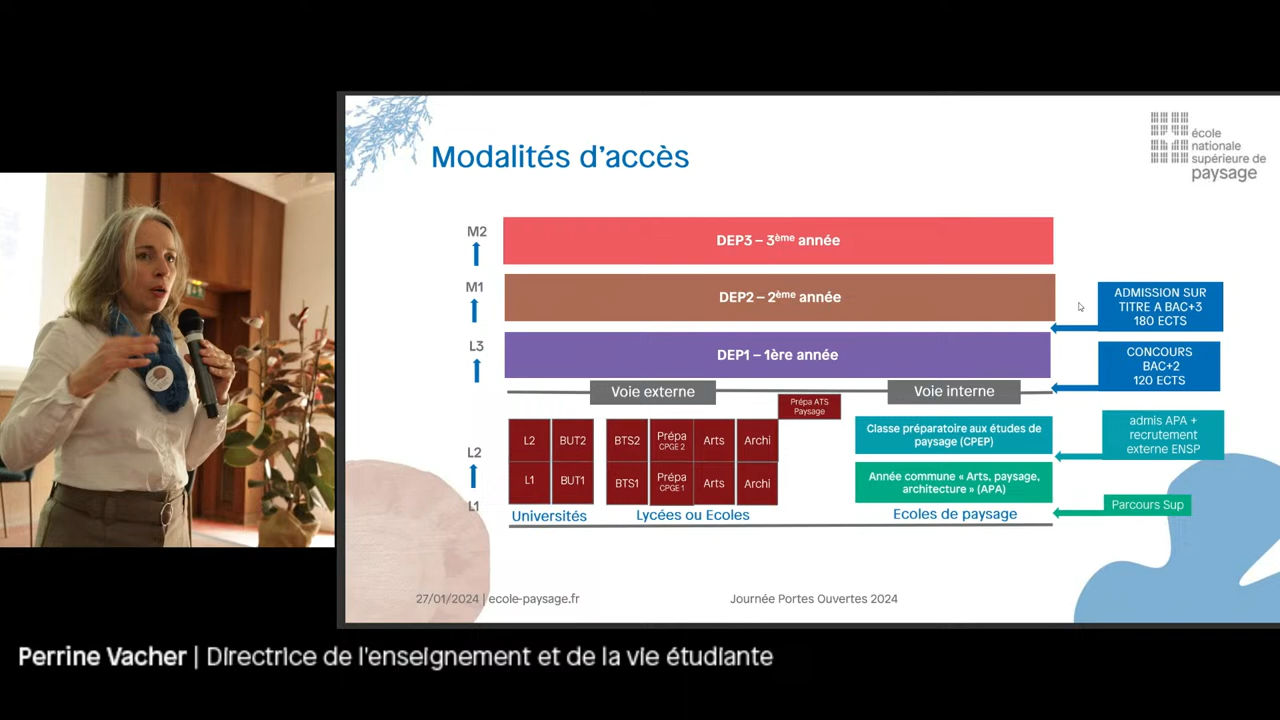 Modalités d'accès
école
nationale
supérieure de
paysage
M2
DEP3 – 3ème année
M1
DEP2 – 2ème année
ADMISSION SUR
TITRE A BAC+3
180 ECTS
L3
DEP1 – 1ère année
CONCOURS
BAC+2
120 ECTS
Voie externe
Voie interne
Prépa ATS
Paysage
L2
L2
BUT2
BTS2
Prépa
CPGE 2
Arts
Archi
Classe préparatoire aux études de
paysage (CPEP)
admis APA +
recrutement
externe ENSP
L1
L1
BUT1
BTS1
Prépa
CPGE 1
Arts
Archi
Année commune « Arts, paysage,
architecture » (APA)
Parcours Sup
Universités
Lycées ou Ecoles
Ecoles de paysage
27/01/2024 | ecole-paysage.fr
Journée Portes Ouvertes 2024
Perrine Vacher | Directrice de l'enseignement et de la vie étudiante